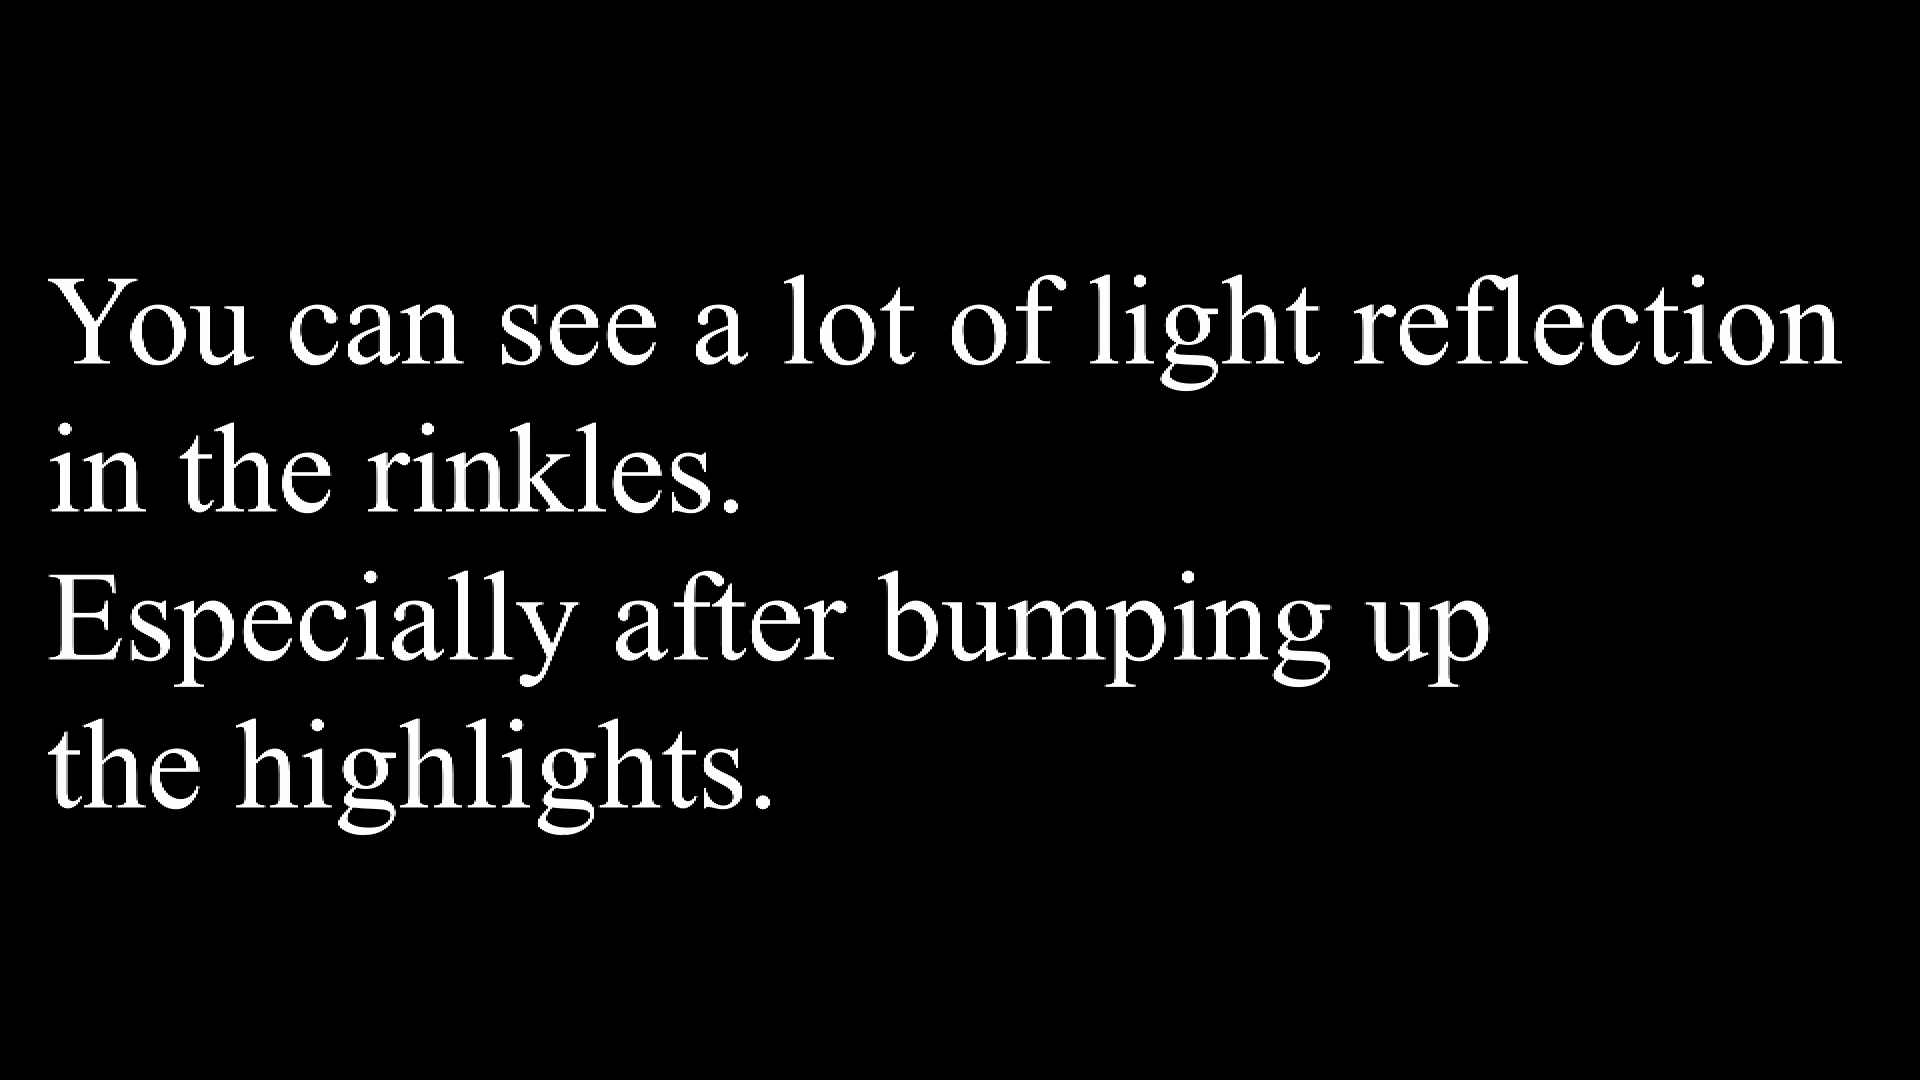 You can see a lot of light reflection
in the rinkles.
Especially after bumping up
the highlights.